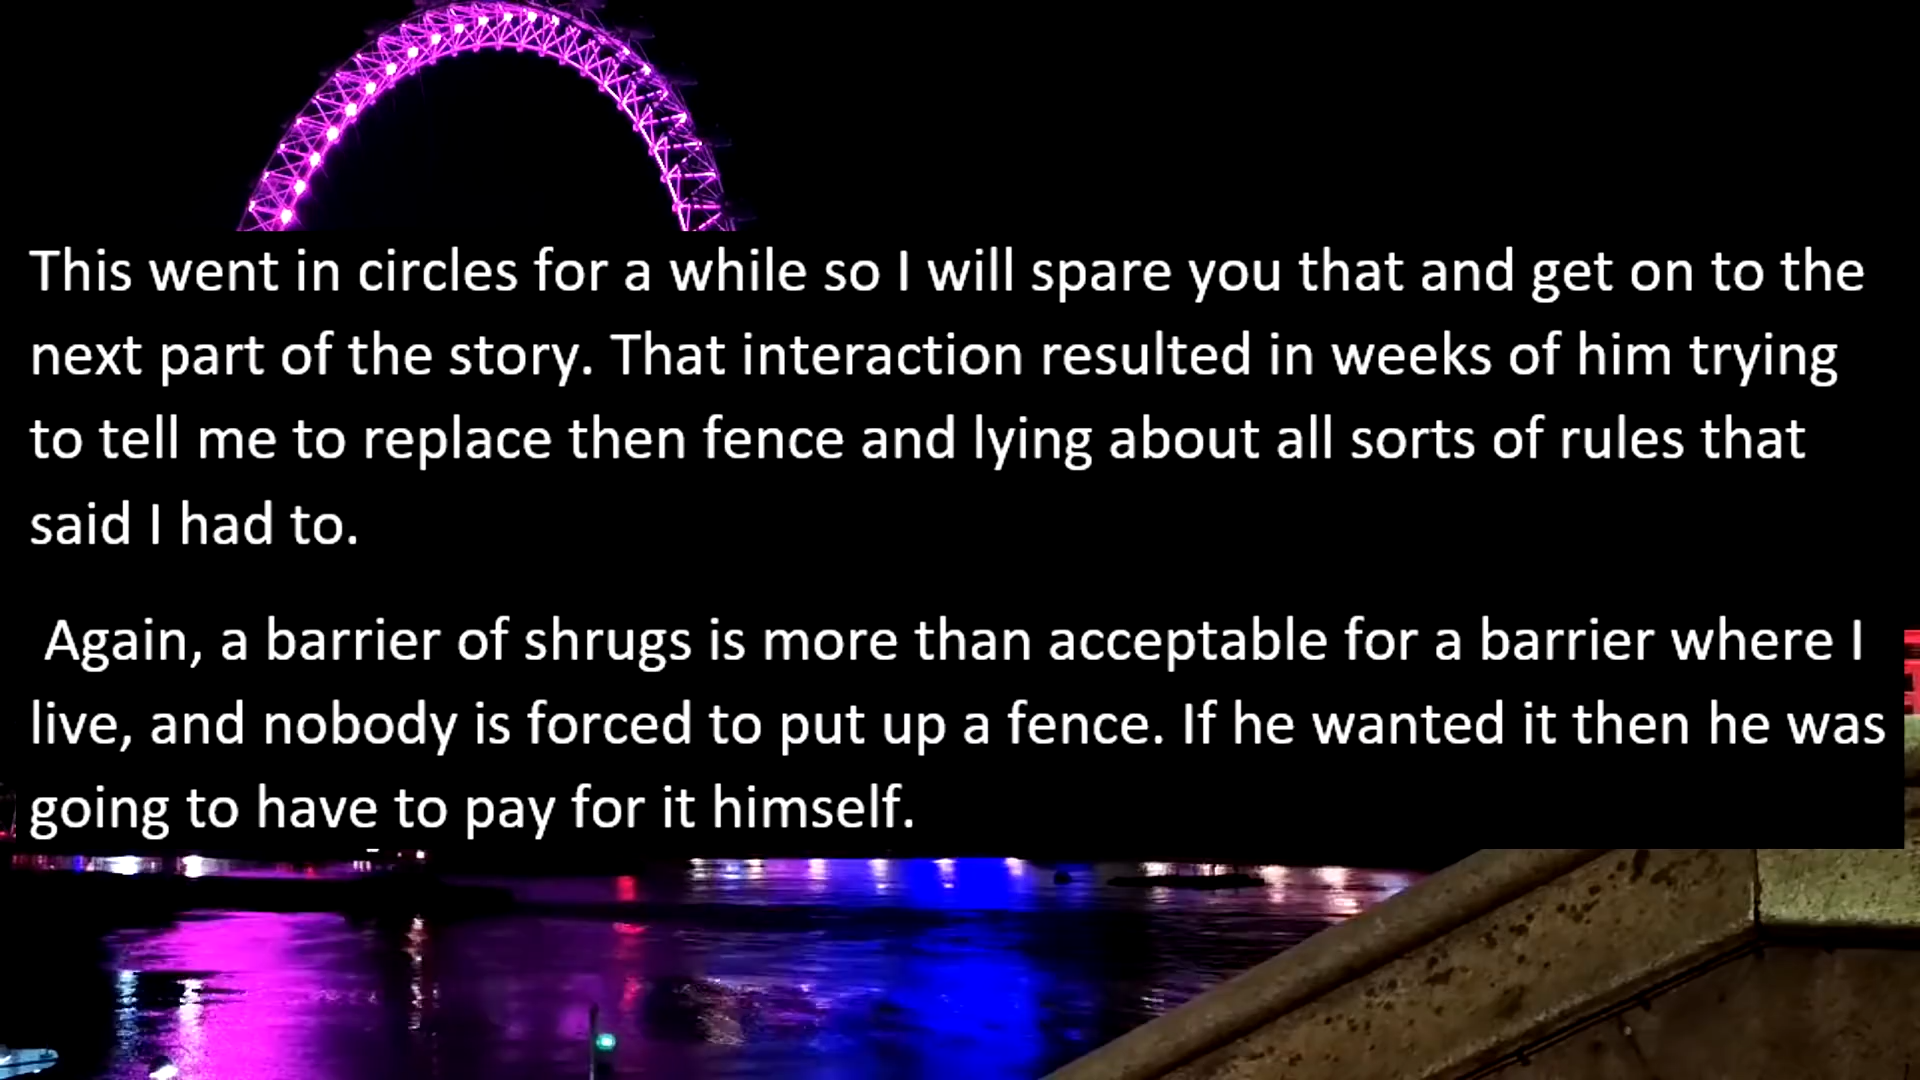 This went in circles for a while so I will spare you that and get on to the
next part of the story. That interaction resulted in weeks of him trying
to tell me to replace then fence and lying about all sorts of rules that
said I had to.
Again, a barrier of shrugs is more than acceptable for a barrier where I
live, and nobody is forced to put up a fence. If he wanted it then he was
going to have to pay for it himself.